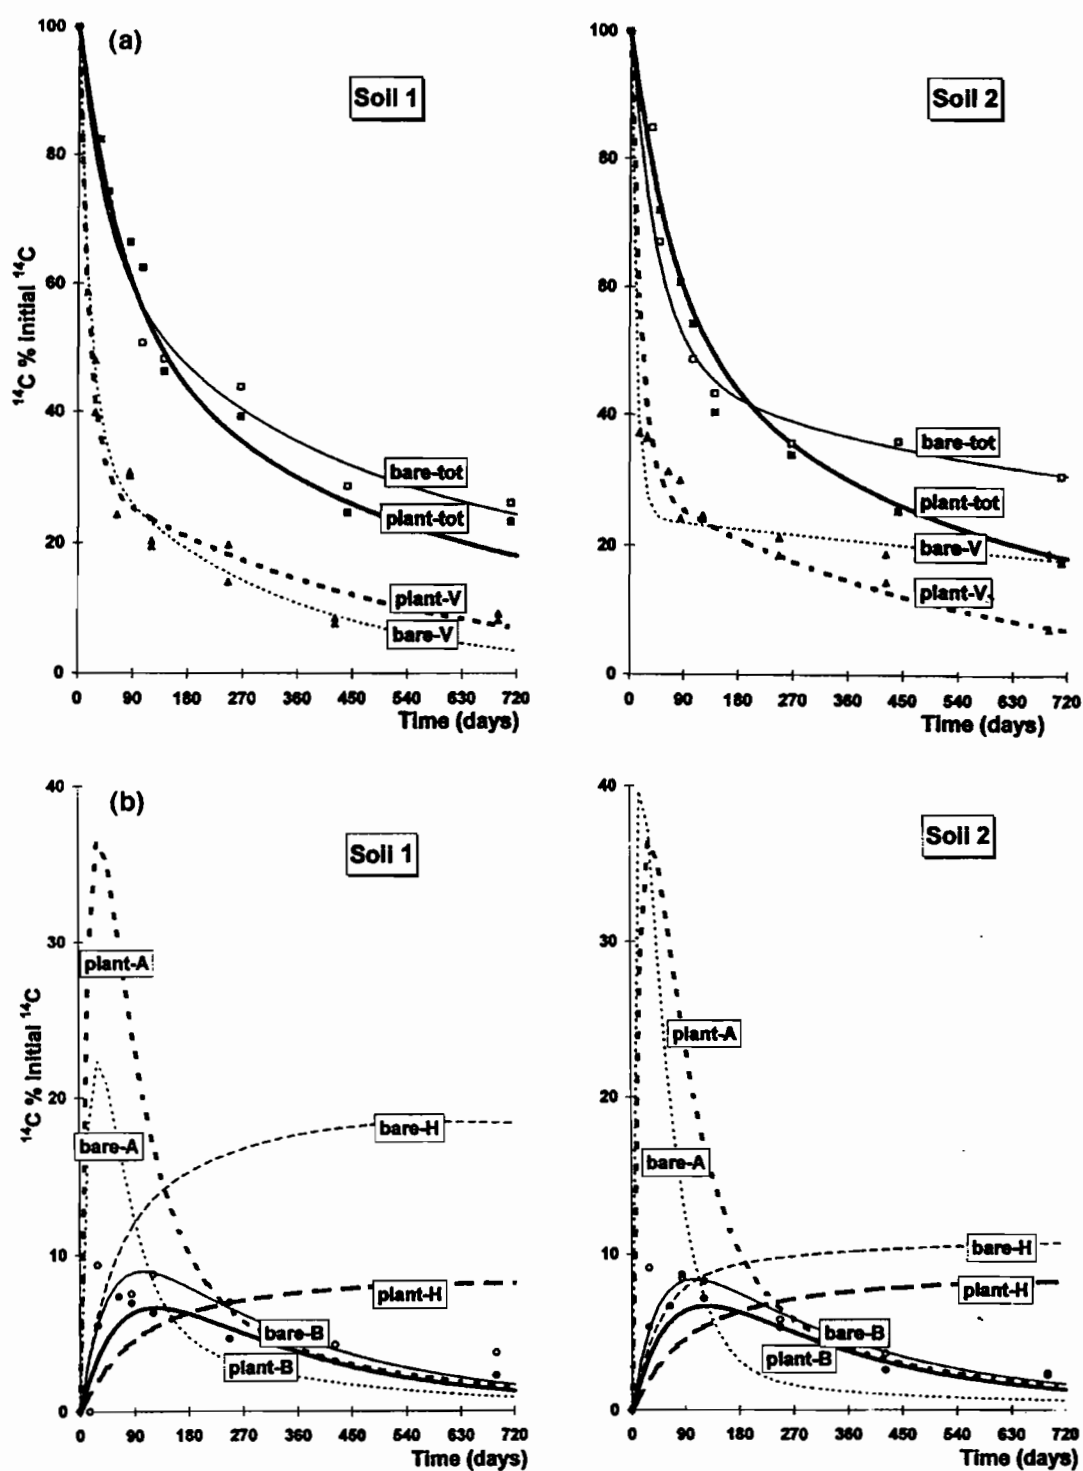 (a)
Soil 1
Soil 2
14C % Initial 14C
100
80
60
40
20
0
bare-tot
plant-tot
plant-V
bare-V
0 90 180 270 360 450 540 630 720
Time (days)
100
80
60
40
20
0
bare-tot
plant-tot
bare-V
plant-V
0 90 180 270 360 450 540 630 720
Time (days)
(b)
Soil 1
Soil 2
14C % Initial 14C
40
30
20
10
0
plant-A
bare-A
bare-H
plant-H
bare-B
plant-B
0 90 180 270 360 450 540 630 720
Time (days)
40
30
20
10
0
plant-A
bare-A
bare-H
plant-H
bare-B
plant-B
0 90 180 270 360 450 540 630 720
Time (days)